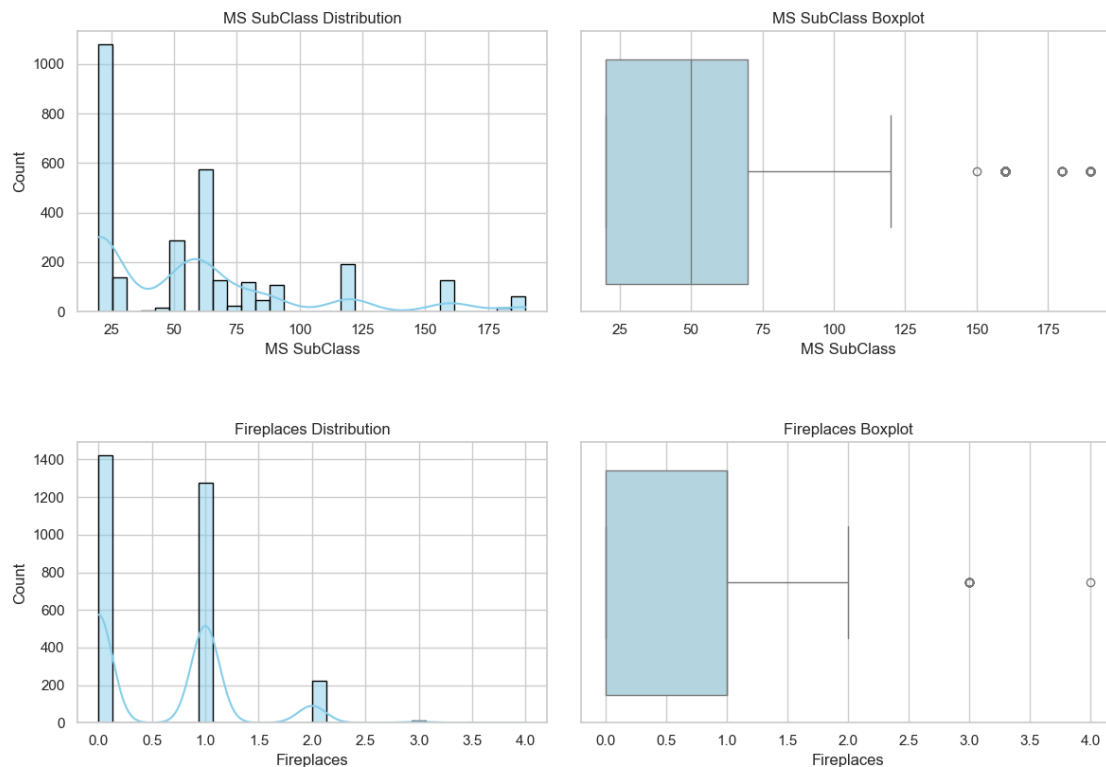 MS SubClass Distribution
MS SubClass Boxplot
1000
800
600
400
200
0
Count
25 50 75 100 125 150 175
MS SubClass
25 50 75 100 125 150 175
MS SubClass
Fireplaces Distribution
Fireplaces Boxplot
1400
1200
1000
800
600
400
200
0
Count
0.0 0.5 1.0 1.5 2.0 2.5 3.0 3.5 4.0
Fireplaces
0.0 0.5 1.0 1.5 2.0 2.5 3.0 3.5 4.0
Fireplaces